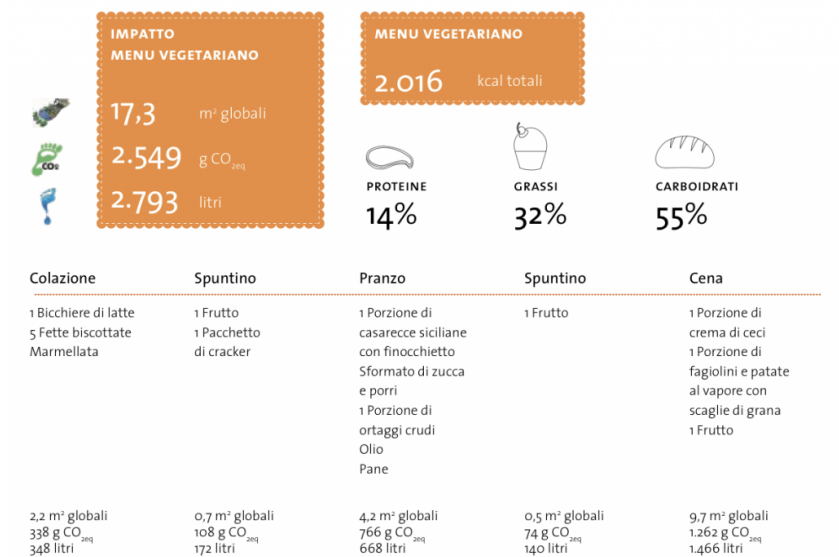 IMPATTO
MENU VEGETARIANO
17,3 m² globali
2.549 g CO2eq
2.793 litri
CO2
MENU VEGETARIANO
2.016 kcal totali
PROTEINE
14%
GRASSI
32%
CARBOIDRATI
55%
Colazione
1 Bicchiere di latte
5 Fette biscottate
Marmellata
2,2 m² globali
338 g CO2eq
348 litri
Spuntino
1 Frutto
1 Pacchetto
di cracker
0,7 m² globali
108 g CO2eq
172 litri
Pranzo
1 Porzione di
casarecce siciliane
con finocchietto
Sformato di zucca
e porri
1 Porzione di
ortaggi crudi
Olio
Pane
4,2 m² globali
766 g CO2eq
668 litri
Spuntino
1 Frutto
0,5 m² globali
74 g CO2eq
140 litri
Cena
1 Porzione di
crema di ceci
1 Porzione di
fagiolini e patate
al vapore con
scaglie di grana
1 Frutto
9,7 m² globali
1.262 g CO2eq
1.466 litri